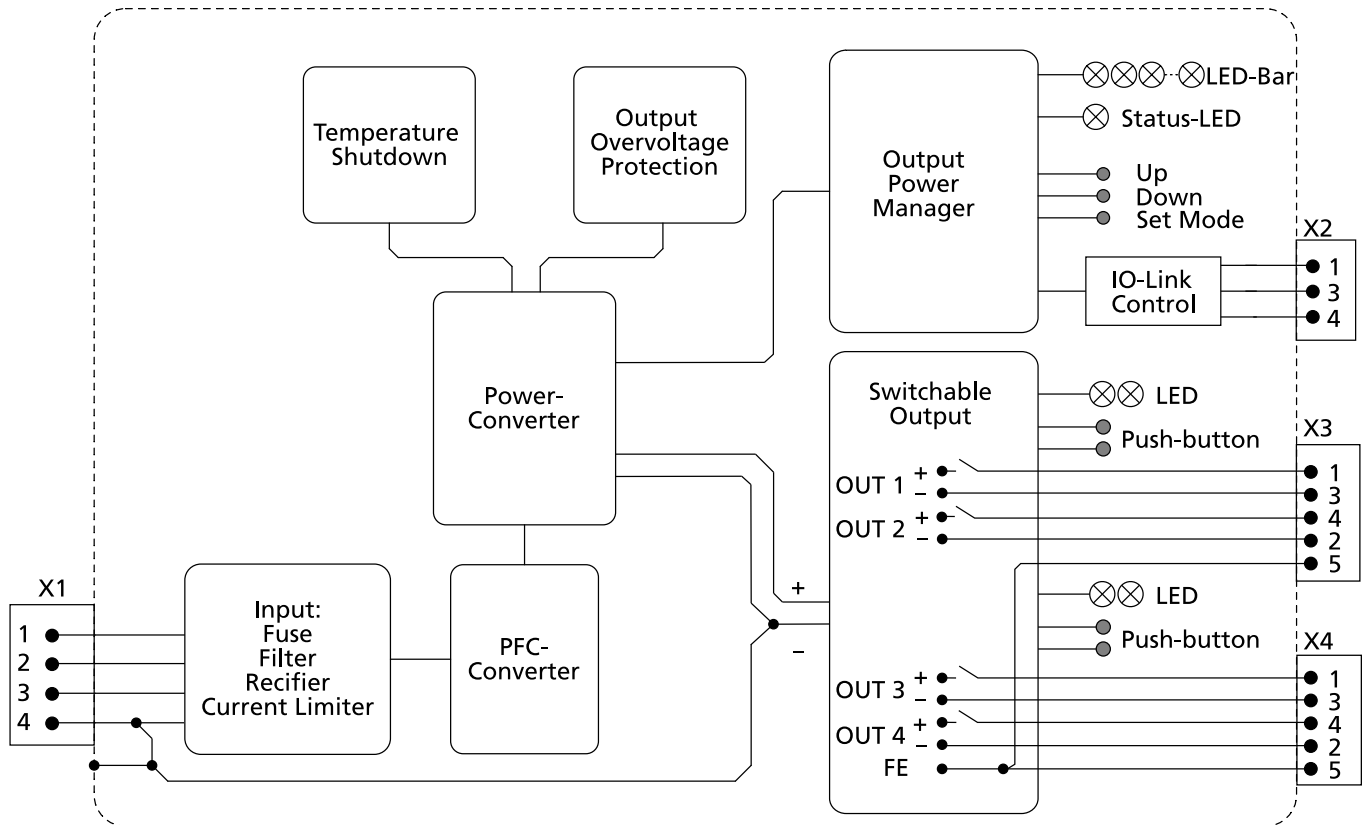 Temperature
Shutdown
Output
Overvoltage
Protection
Output
Power
Manager
LED-Bar
Status-LED
Up
Down
Set Mode
IO-Link
Control
X2
1
3
4
Power-
Converter
Switchable
Output
LED
Push-button
OUT 1 + –
OUT 2 + –
X3
1
3
4
2
5
X1
1
2
3
4
Input:
Fuse
Filter
Recifier
Current Limiter
PFC-
Converter
+
–
LED
Push-button
OUT 3 + –
OUT 4 + –
FE
X4
1
3
4
2
5